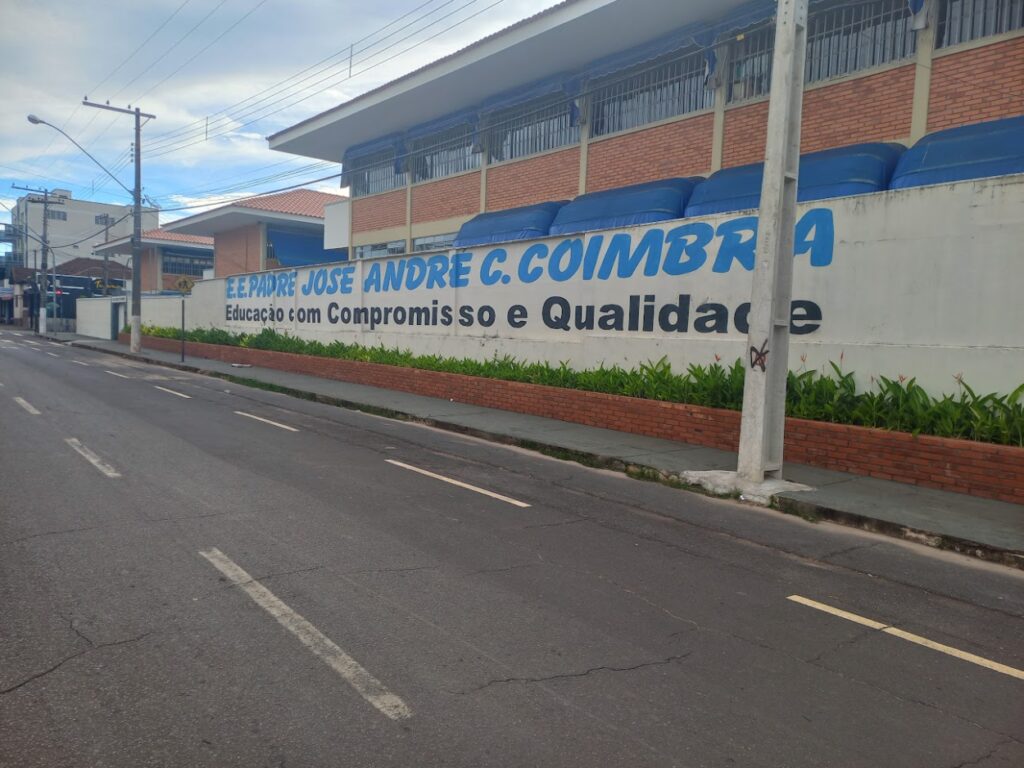 E.E.PADRE JOSE ANDRE C.COIMBRA
Educação com Compromisso e Qualidade